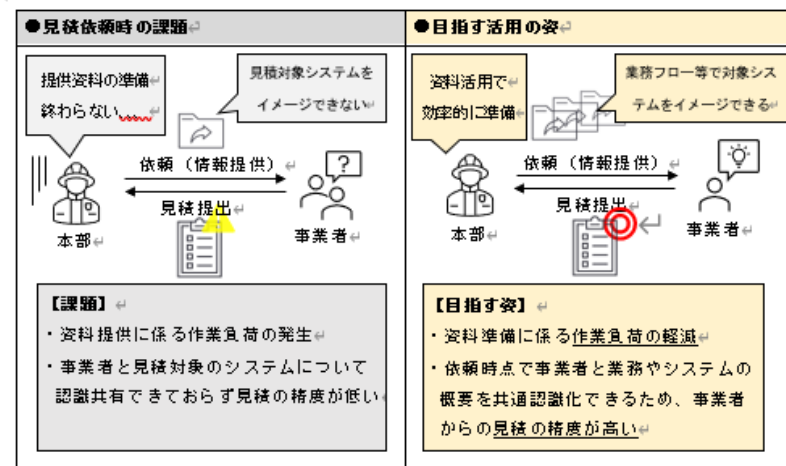 ●見積依頼時の課題
提供資料の準備
終わらない、、、、
見積対象システムを
イメージできない
依頼（情報提供）
?
見積提出
本部
事業者
【課題】
・資料提供に係る作業負荷の発生
・事業者と見積対象のシステムについて
認識共有できておらず見積の精度が低い
●目指す活用の姿
資料活用で
効率的に準備
業務フロー等で対象シス
テムをイメージできる
依頼（情報提供）
見積提出
本部
事業者
【目指す姿】
・資料準備に係る作業負荷の軽減
・依頼時点で事業者と業務やシステムの
概要を共通認識化できるため、事業者
からの見積の精度が高い